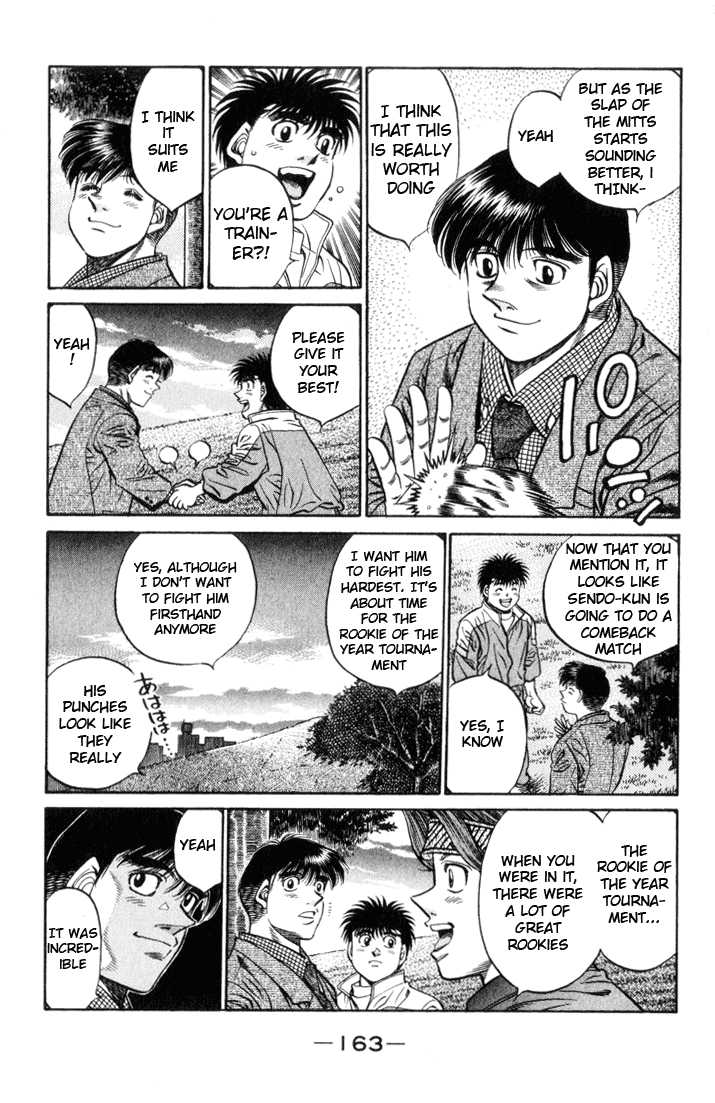 BUT AS THE
SLAP OF
THE MITTS
STARTS
SOUNDING
BETTER, I
THINK-
YEAH
I THINK
THAT THIS
IS REALLY
WORTH
DOING
YOU'RE A
TRAIN-
ER?!
I THINK
IT
SUITS
ME
PLEASE
GIVE IT
YOUR
BEST!
YEAH
!
NOW THAT YOU
MENTION IT, IT
LOOKS LIKE
SENDO-KUN IS
GOING TO DO A
COMEBACK
MATCH
YES, I
KNOW
I WANT HIM
TO FIGHT HIS
HARDEST. IT'S
ABOUT TIME
FOR THE
ROOKIE OF THE
YEAR TOURNA-
MENT
YES, ALTHOUGH
I DON'T WANT
TO FIGHT HIM
FIRSTHAND
ANYMORE
あははは…
HIS
PUNCHES
LOOK LIKE
THEY
REALLY
THE
ROOKIE OF
THE YEAR
TOURNA-
MENT...
WHEN YOU
WERE IN IT,
THERE WERE
A LOT OF
GREAT
ROOKIES
YEAH
IT WAS
INCRED-
IBLE
—163—